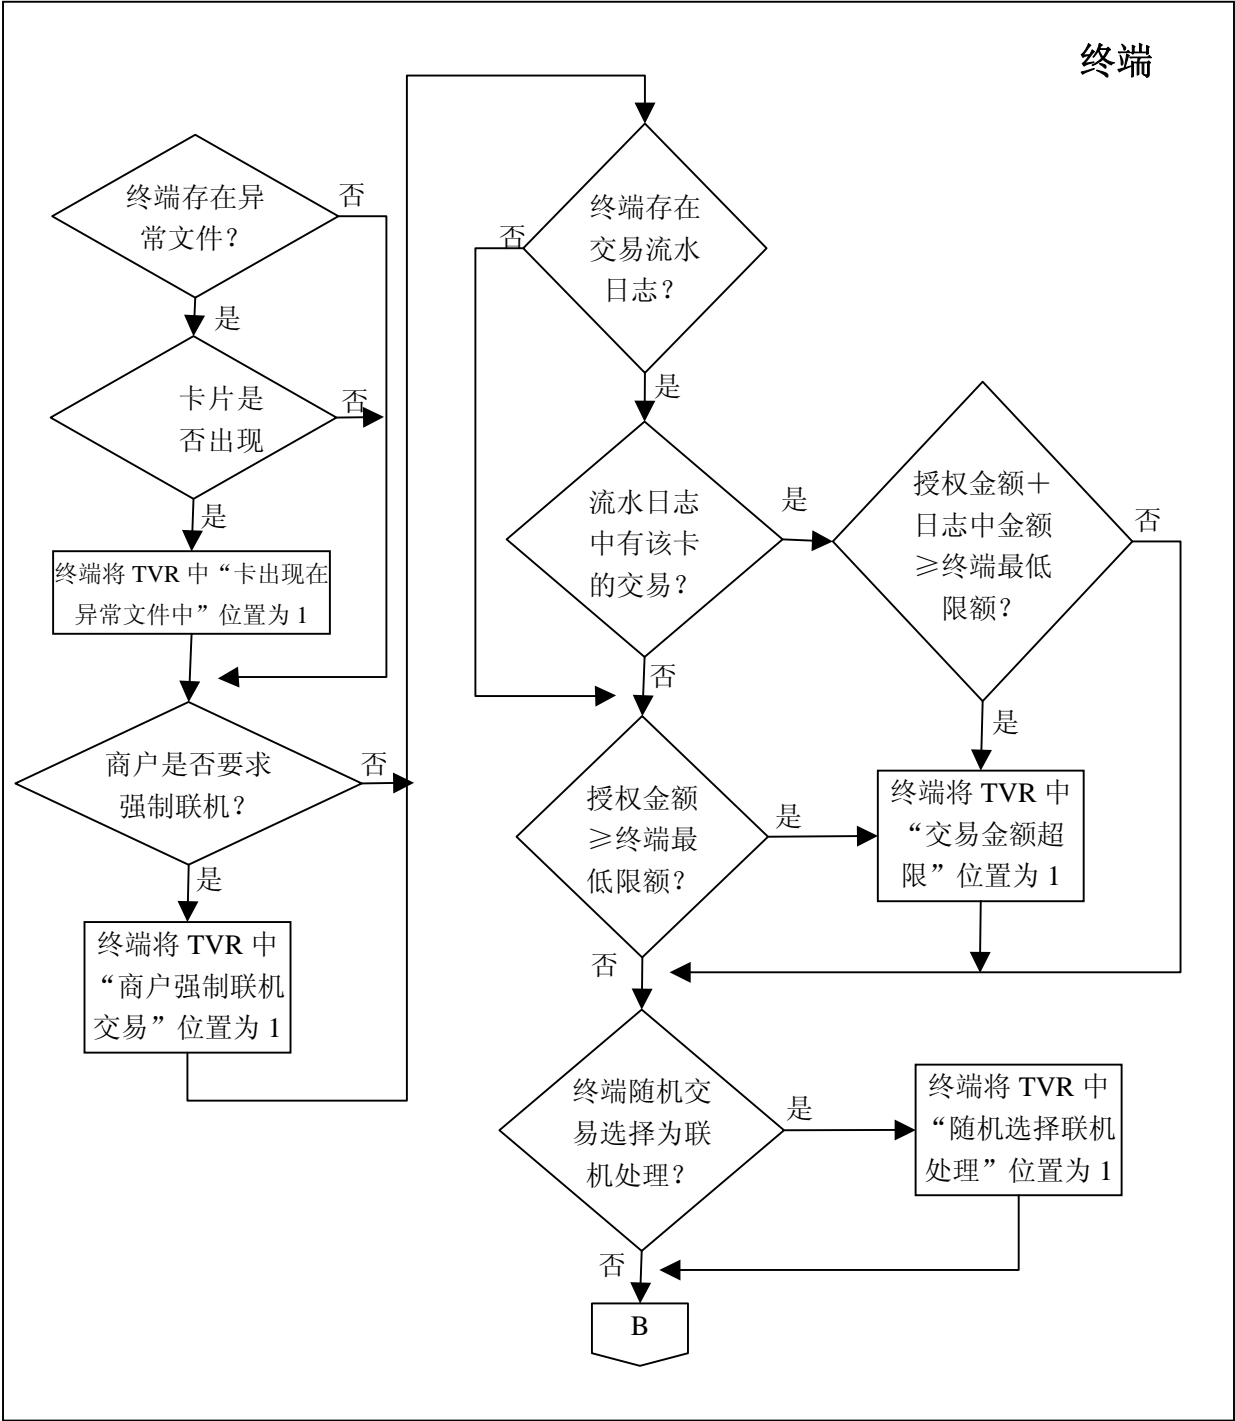 终端
终端存在异
常文件？
否
是
卡片是
否出现
否
是
终端将 TVR 中“卡出现在
异常文件中”位置为 1
商户是否要求
强制联机？
否
是
终端将 TVR 中
“商户强制联机
交易”位置为 1
终端存在
交易流水
日志？
否
是
流水日志
中有该卡
的交易？
是
否
授权金额＋
日志中金额
≥终端最低
限额？
否
是
授权金额
≥终端最
低限额？
是
否
终端将 TVR 中
“交易金额超
限”位置为 1
终端随机交
易选择为联
机处理？
是
否
终端将 TVR 中
“随机选择联机
处理”位置为 1
B